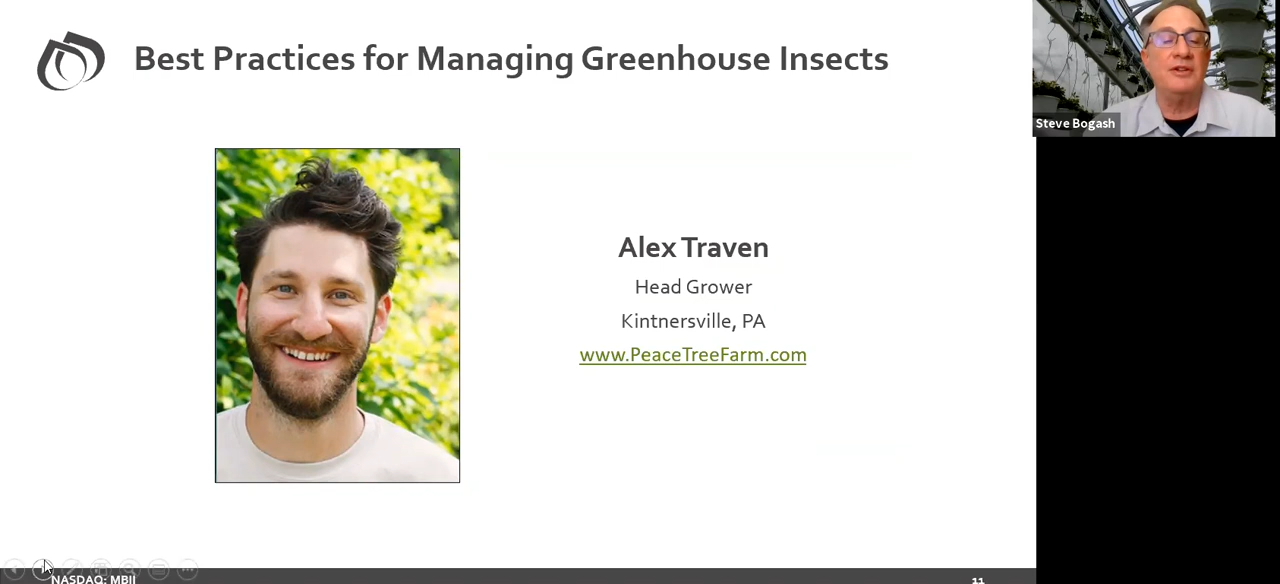 Best Practices for Managing Greenhouse Insects
Steve Bogash
Alex Traven
Head Grower
Kintnersville, PA
www.PeaceTreeFarm.com
NASDAQ: MBII
11